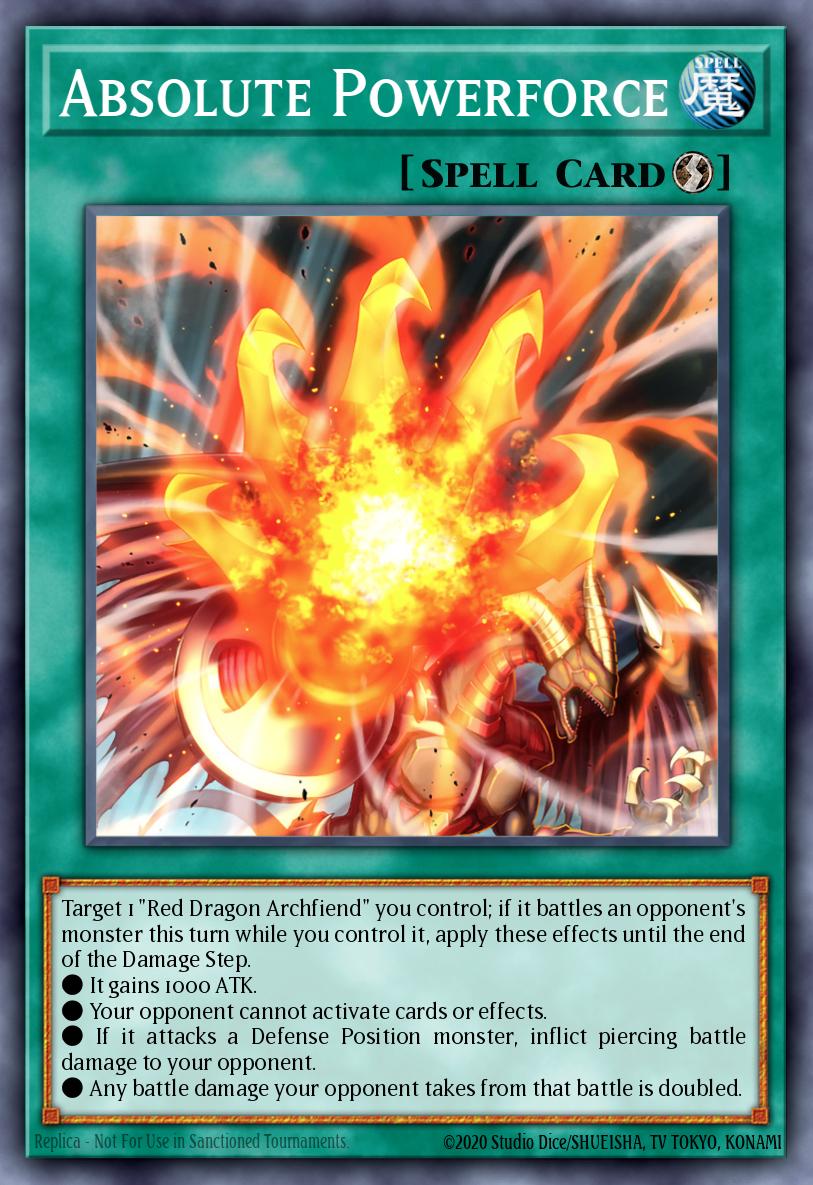 Absolute Powerforce
SPELL
魔
[Spell Card]
Target 1 "Red Dragon Archfiend" you control; if it battles an opponent's
monster this turn while you control it, apply these effects until the end
of the Damage Step.
● It gains 1000 ATK.
● Your opponent cannot activate cards or effects.
● If it attacks a Defense Position monster, inflict piercing battle
damage to your opponent.
● Any battle damage your opponent takes from that battle is doubled.
Replica - Not For Use in Sanctioned Tournaments.
©2020 Studio Dice/SHUEISHA, TV TOKYO, KONAMI